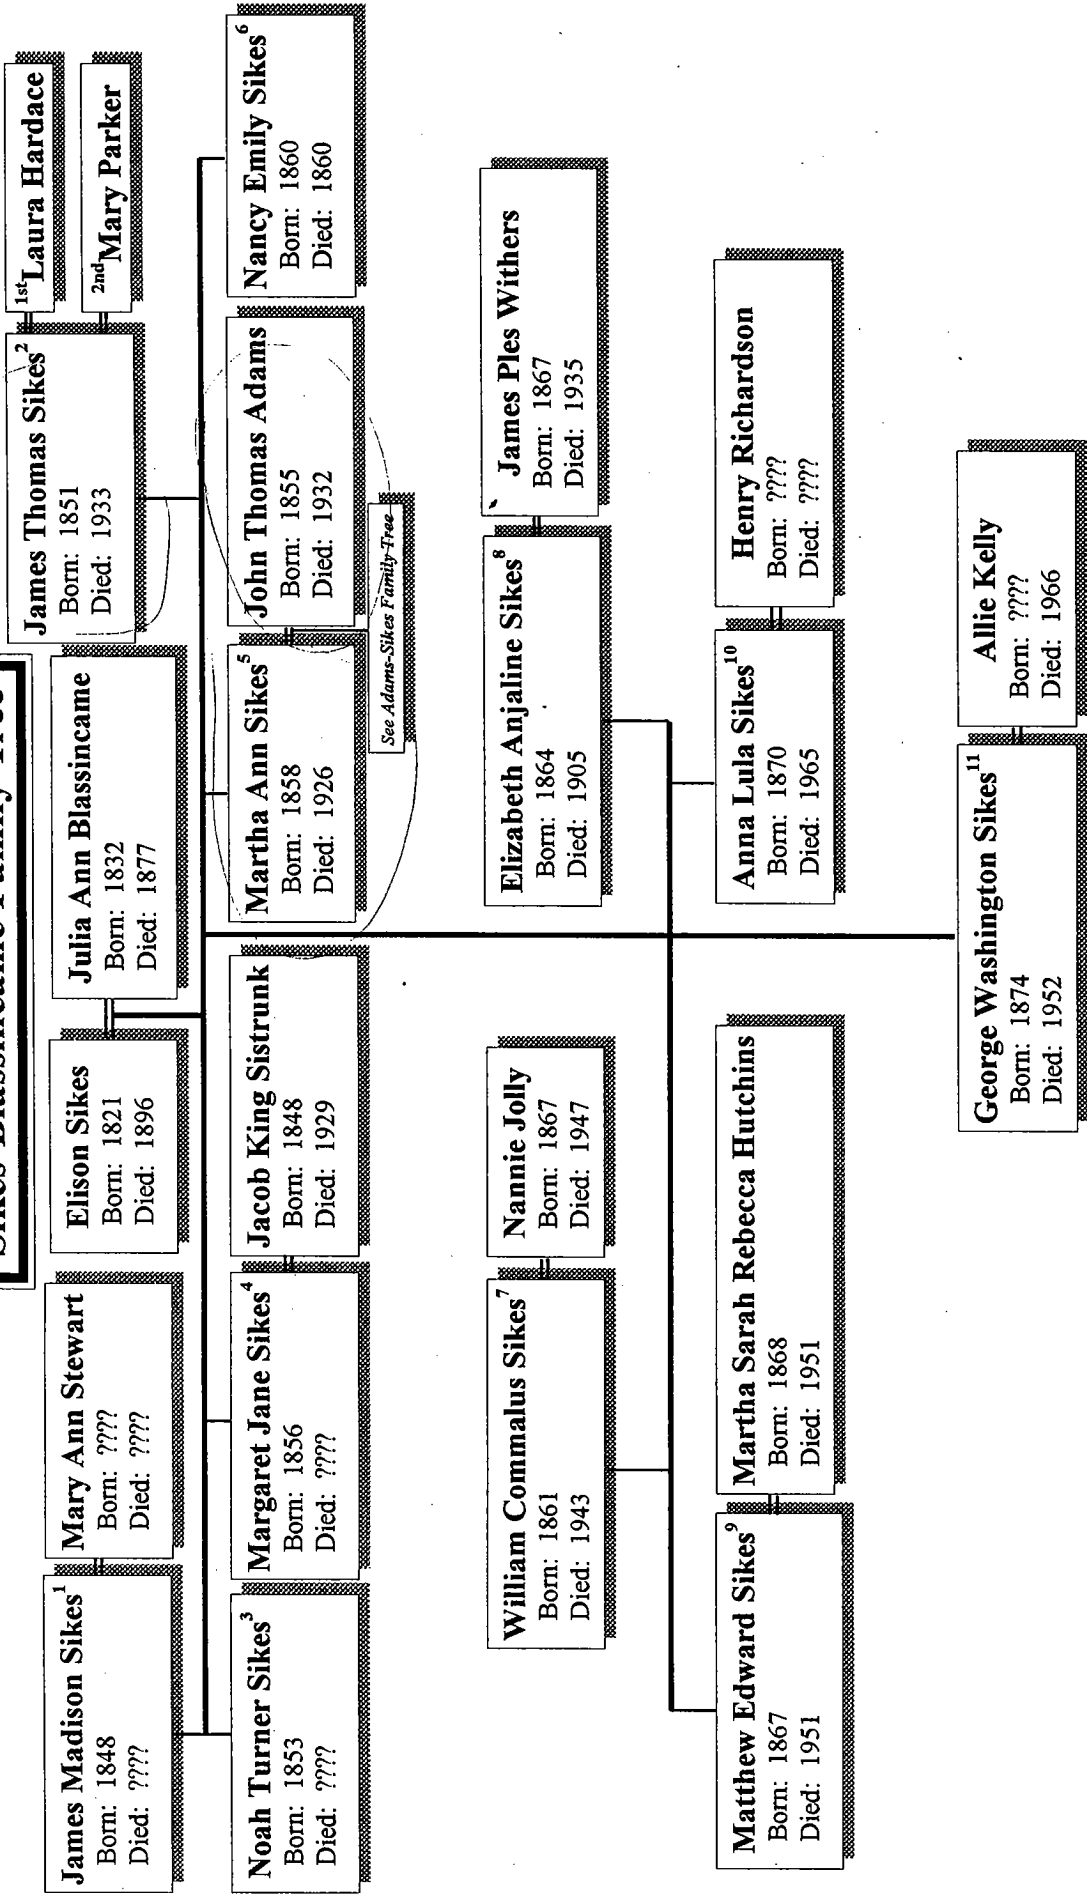 Sikes-Blassincame Family Tree
James Madison Sikes¹
Born: 1848
Died: ????
Mary Ann Stewart
Born: ????
Died: ????
Elison Sikes
Born: 1821
Died: 1896
Julia Ann Blassincame
Born: 1832
Died: 1877
James Thomas Sikes²
Born: 1851
Died: 1933
1st Laura Hardace
2nd Mary Parker
Noah Turner Sikes³
Born: 1853
Died: ????
Margaret Jane Sikes⁴
Born: 1856
Died: ????
Jacob King Sistrunk
Born: 1848
Died: 1929
Martha Ann Sikes⁵
Born: 1858
Died: 1926
John Thomas Adams
Born: 1855
Died: 1932
See Adams-Sikes Family Tree
Nancy Emily Sikes⁶
Born: 1860
Died: 1860
William Commalus Sikes⁷
Born: 1861
Died: 1943
Nannie Jolly
Born: 1867
Died: 1947
Elizabeth Anjaline Sikes⁸
Born: 1864
Died: 1905
James Ples Withers
Born: 1867
Died: 1935
Matthew Edward Sikes⁹
Born: 1867
Died: 1951
Martha Sarah Rebecca Hutchins
Born: 1868
Died: 1951
Anna Lula Sikes¹⁰
Born: 1870
Died: 1965
Henry Richardson
Born: ????
Died: ????
George Washington Sikes¹¹
Born: 1874
Died: 1952
Allie Kelly
Born: ????
Died: 1966